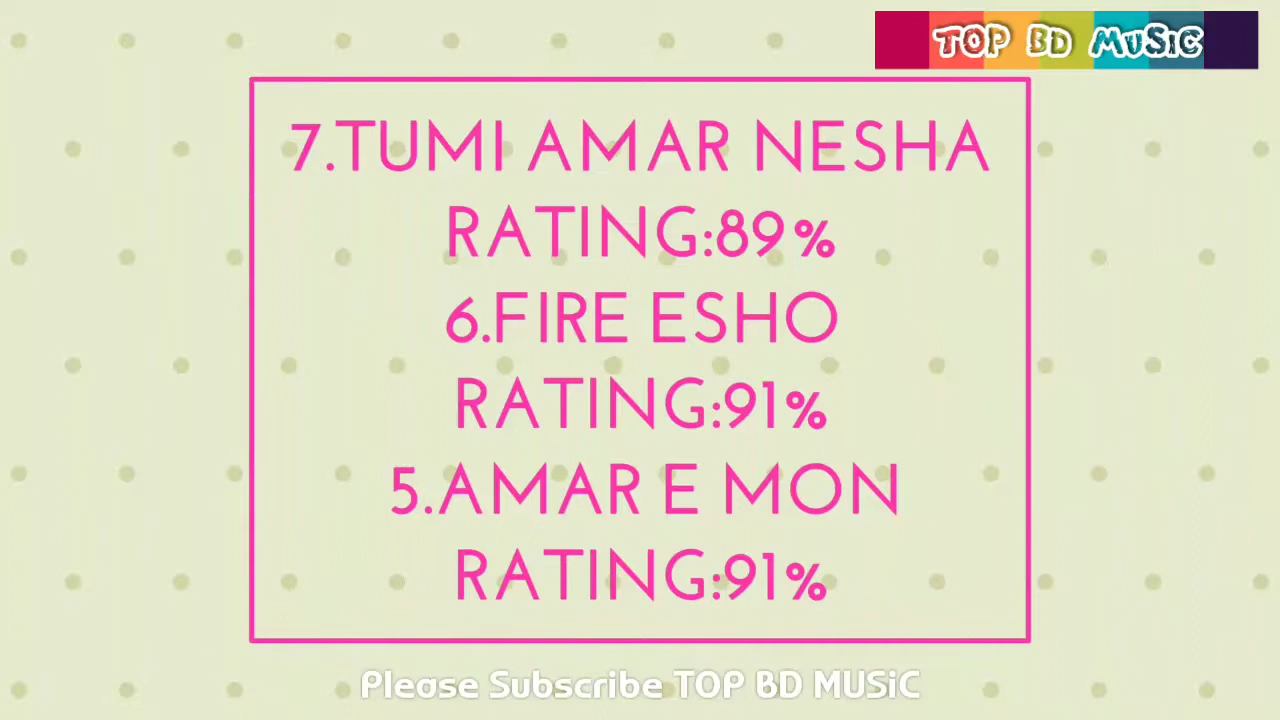 TOP BD MUSIC
7.TUMI AMAR NESHA
RATING:89%
6.FIRE ESHO
RATING:91%
5.AMAR E MON
RATING:91%
Please Subscribe TOP BD MUSiC